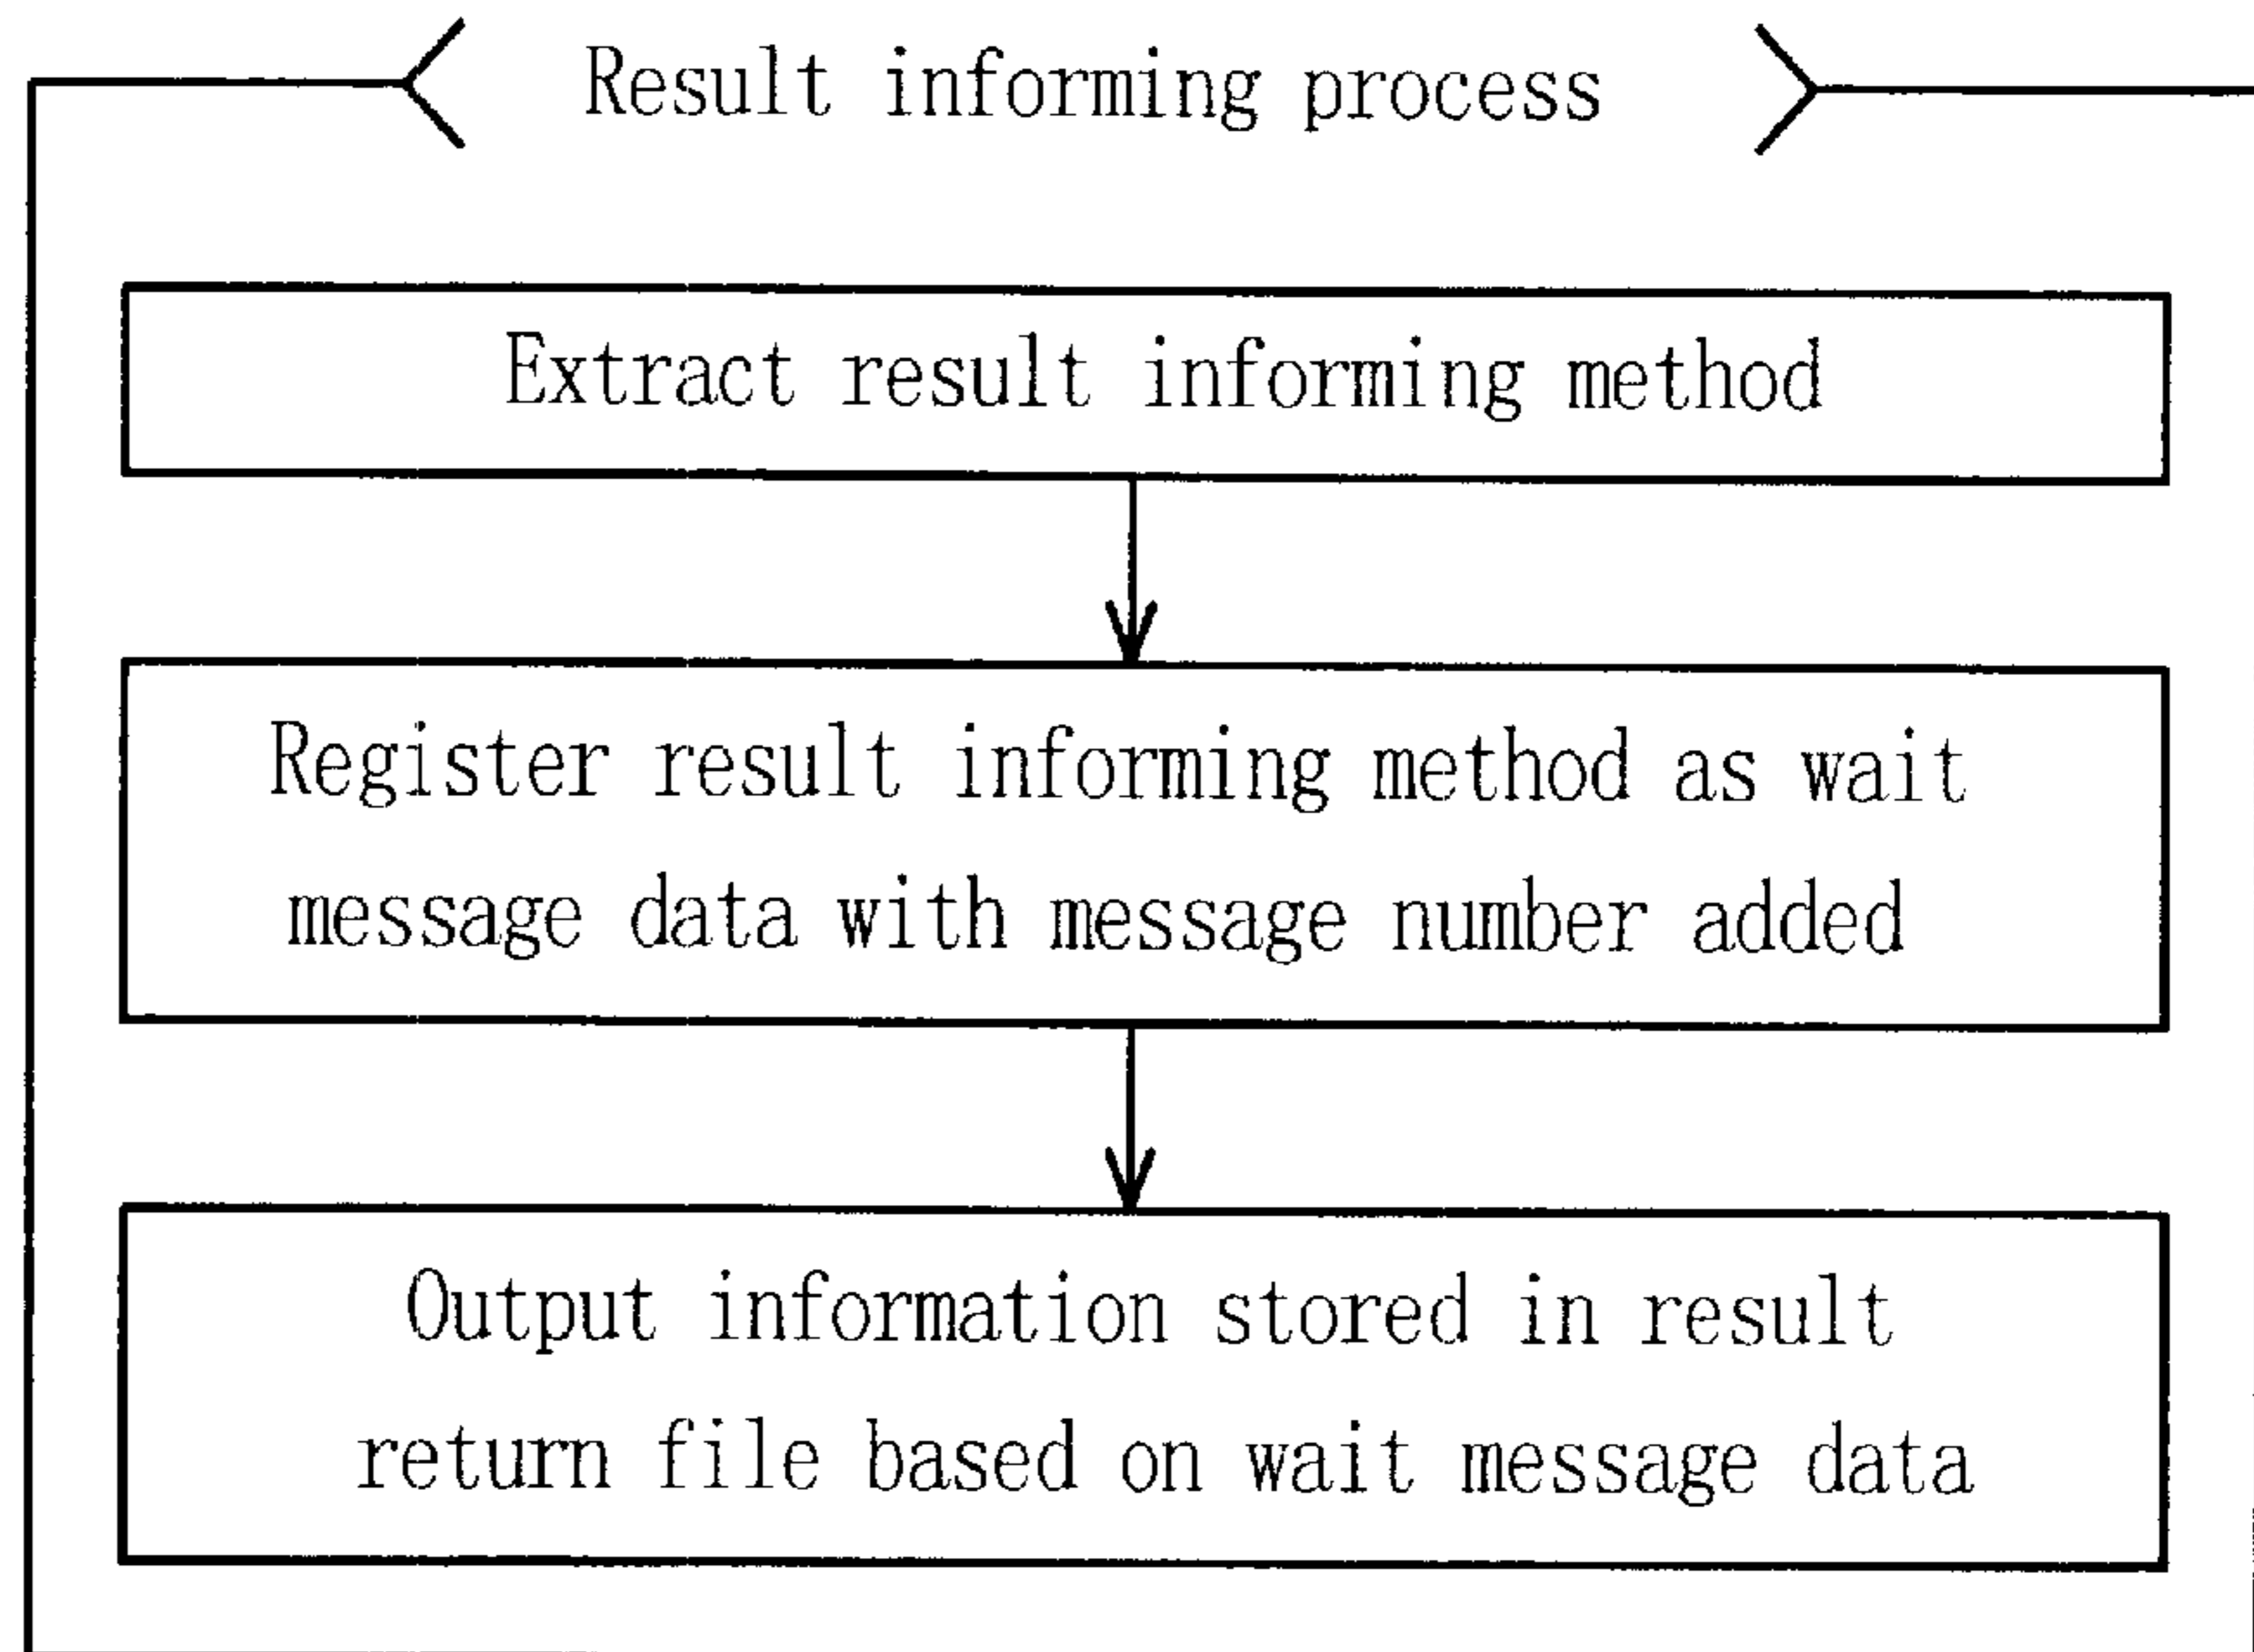 Result informing process
Extract result informing method
Register result informing method as wait
message data with message number added
Output information stored in result
return file based on wait message data